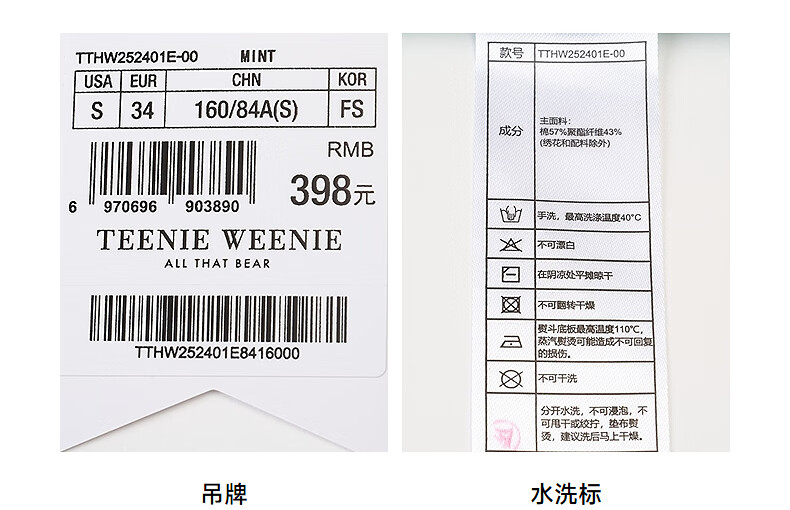 TTHW252401E-00 MINT
USA EUR CHN KOR
S 34 160/84A(S) FS
RMB
398元
6 970696 903890
TEENIE WEENIE
ALL THAT BEAR
TTHW252401E8416000
吊牌
款号 TTHW252401E-00
成分
主面料:
棉57%聚酯纤维43%
(绣花和配料除外)
手洗，最高洗涤温度40°C
不可漂白
在阴凉处平摊晾干
不可翻转干燥
熨斗底板最高温度110℃,
蒸汽熨烫可能造成不可回复
的损伤。
不可干洗
分开水洗，不可浸泡，不
可甩干或绞拧，垫布熨
烫，建议洗后马上干燥。
水洗标